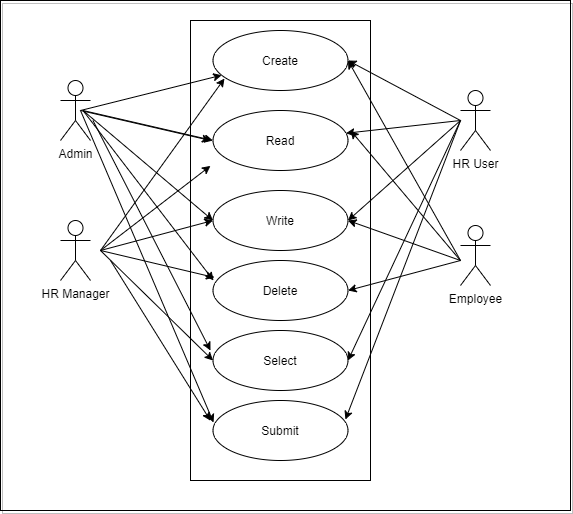 Create
Read
Write
Delete
Select
Submit
Admin
HR Manager
HR User
Employee